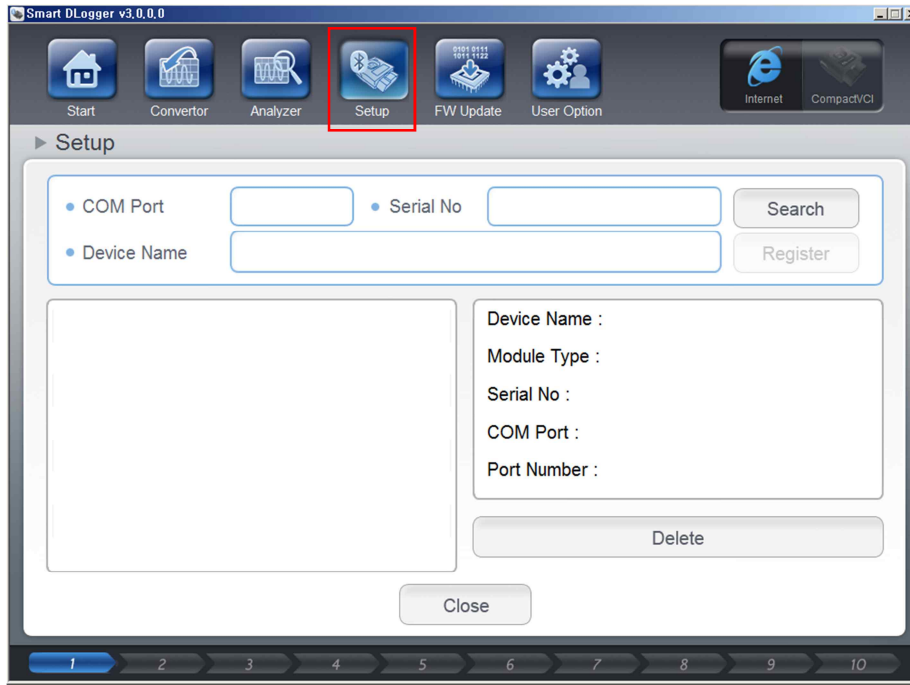 Smart DLogger v3,0,0,0
0101 0111
1011 1122
Start Convertor Analyzer Setup FW Update User Option Internet CompactVCI
Setup
COM Port Serial No Search
Device Name Register
Device Name :
Module Type :
Serial No :
COM Port :
Port Number :
Delete
Close
1 2 3 4 5 6 7 8 9 10